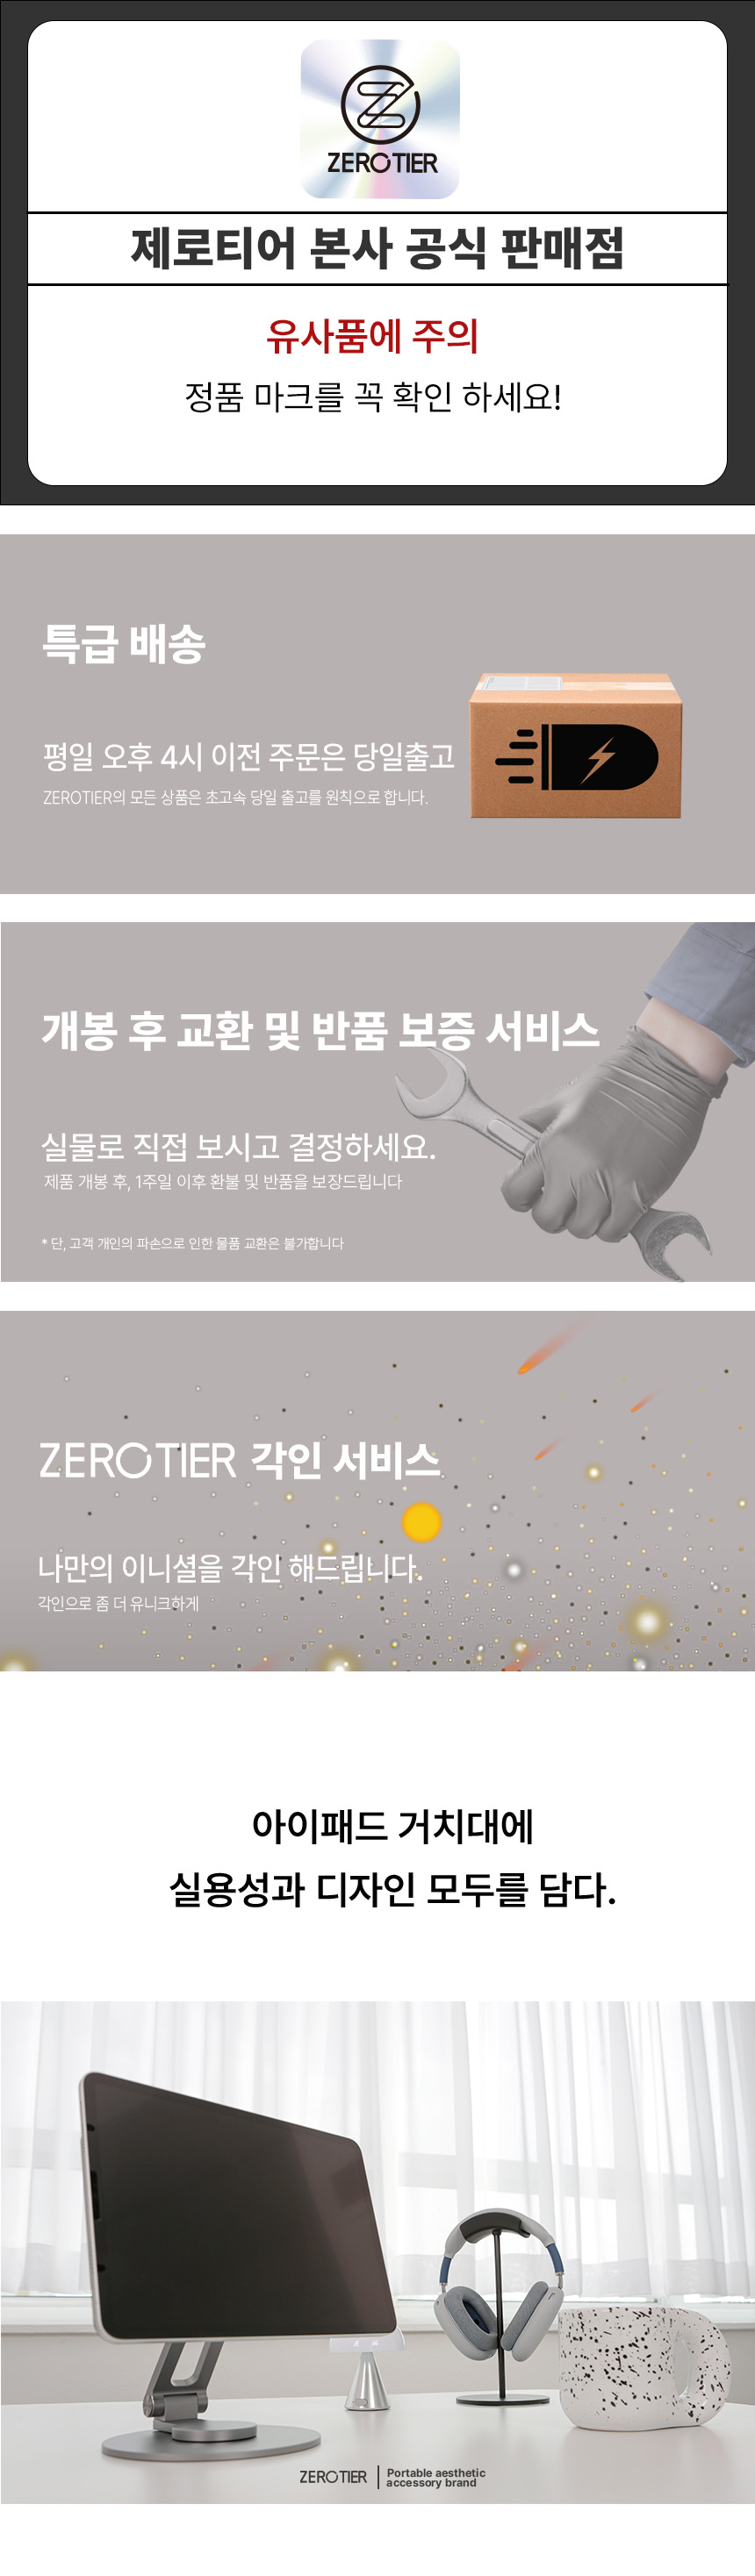 ZEROTIER
제로티어 본사 공식 판매점
유사품에 주의
정품 마크를 꼭 확인 하세요!
특급 배송
평일 오후 4시 이전 주문은 당일출고
ZEROTIER의 모든 상품은 초고속 당일 출고를 원칙으로 합니다.
개봉 후 교환 및 반품 보증 서비스
실물로 직접 보시고 결정하세요.
제품 개봉 후, 1주일 이후 환불 및 반품을 보장드립니다
* 단, 고객 개인의 파손으로 인한 물품 교환은 불가합니다
ZEROTIER 각인 서비스
나만의 이니셜을 각인 해드립니다.
각인으로 좀 더 유니크하게
아이패드 거치대에
실용성과 디자인 모두를 담다.
ZEROTIER
Portable aesthetic
accessory brand